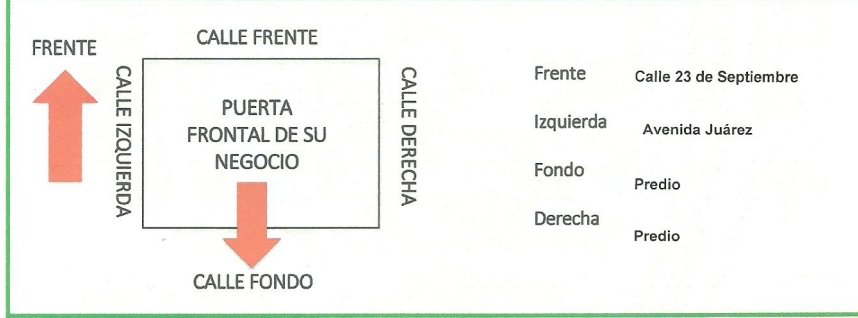 FRENTE
CALLE FRENTE
CALLE IZQUIERDA
PUERTA
FRONTAL DE SU
NEGOCIO
CALLE DERECHA
CALLE FONDO
Frente Calle 23 de Septiembre
Izquierda Avenida Juárez
Fondo Predio
Derecha Predio